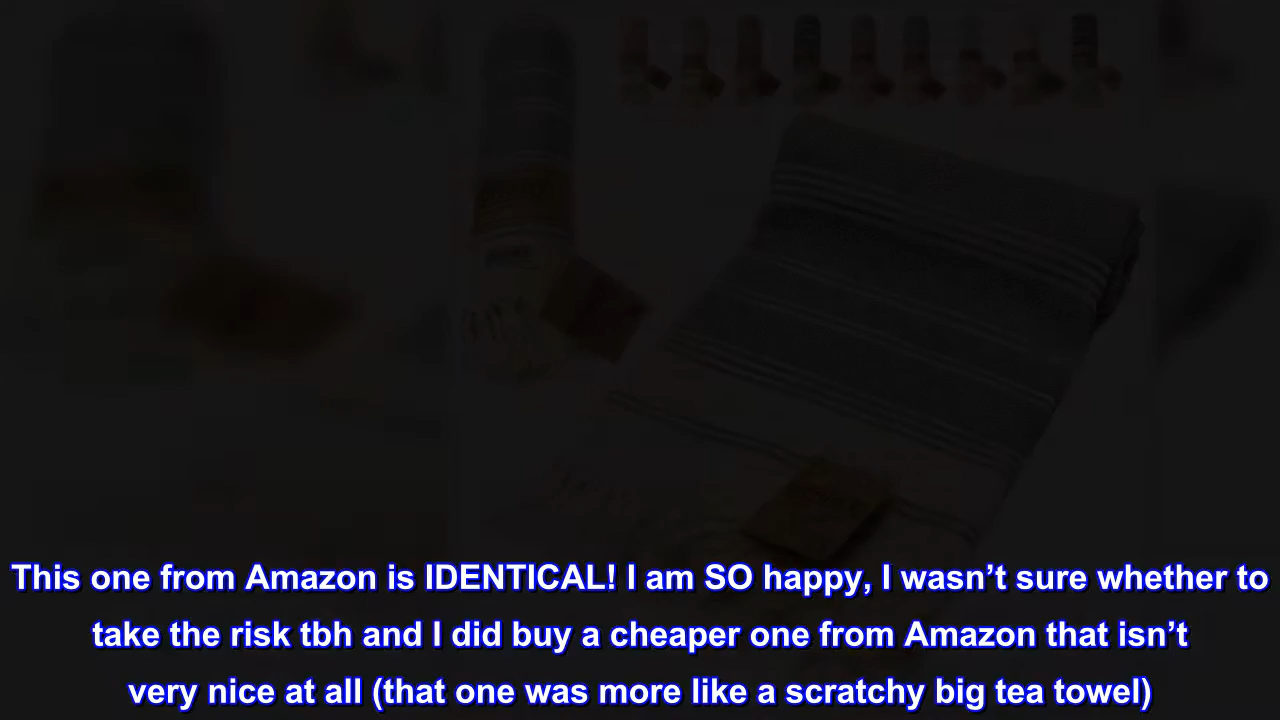 This one from Amazon is IDENTICAL! I am SO happy, I wasn’t sure whether to
take the risk tbh and I did buy a cheaper one from Amazon that isn’t
very nice at all (that one was more like a scratchy big tea towel)